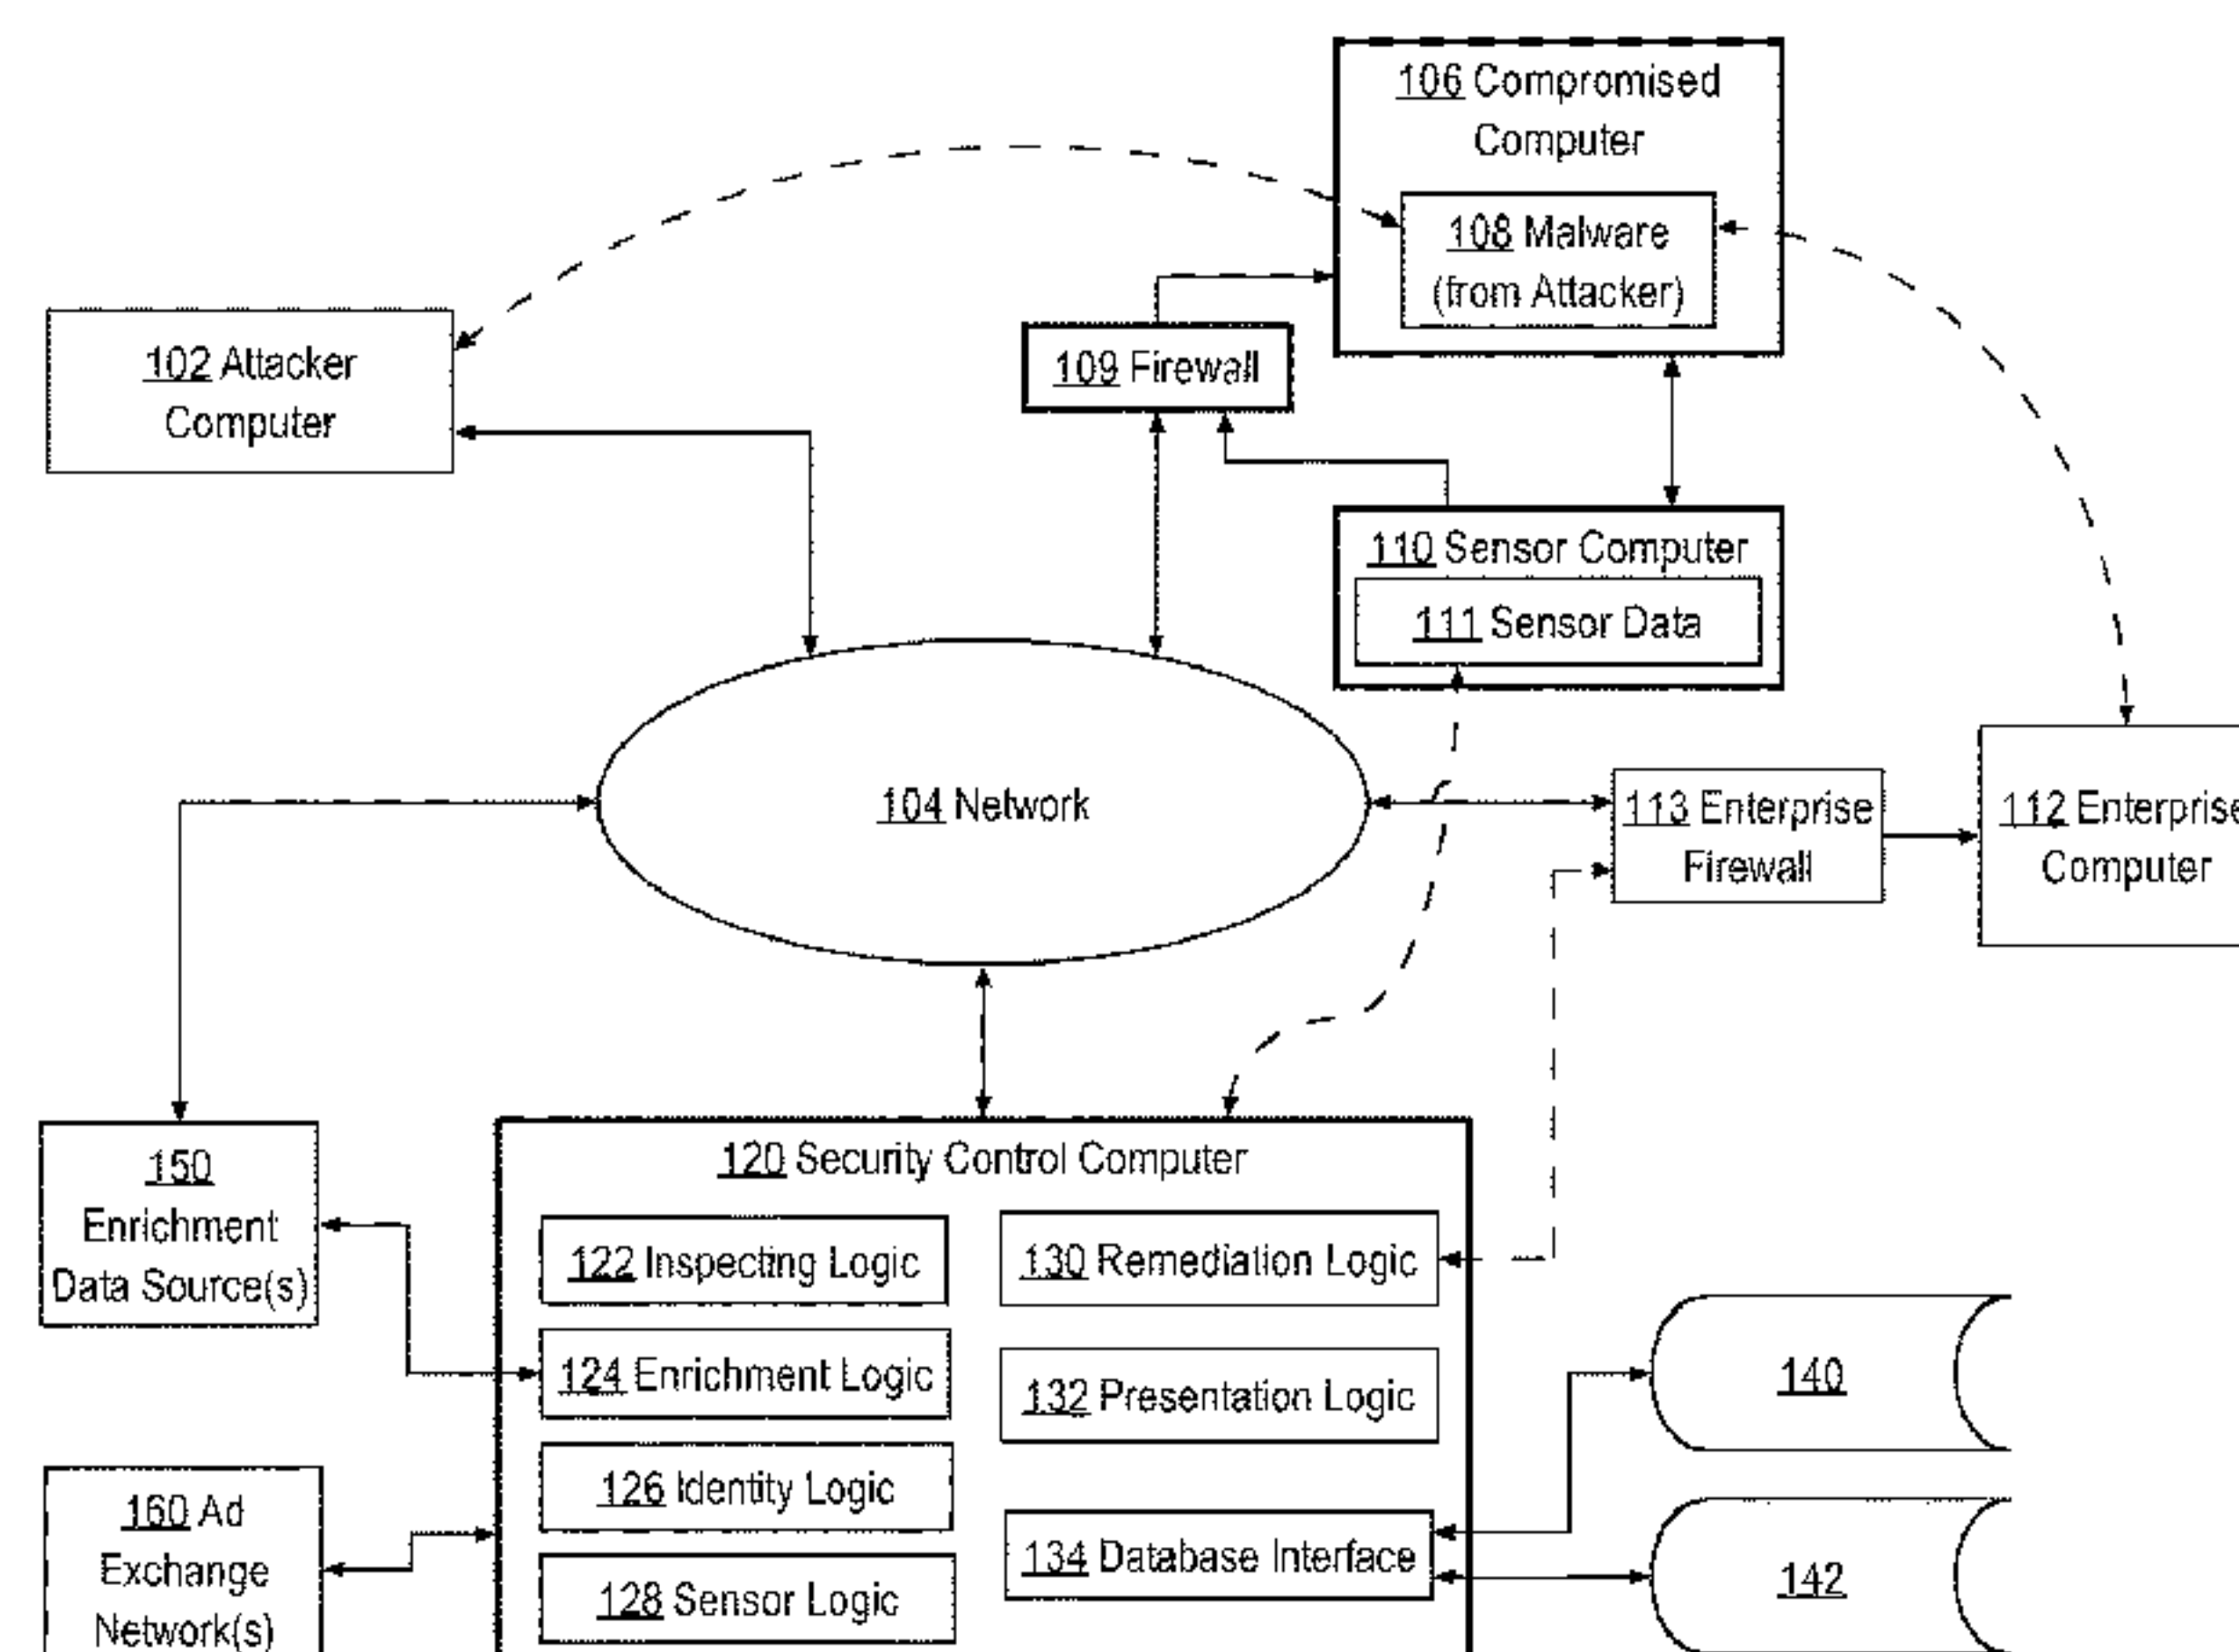 106 Compromised
Computer
108 Malware
(from Attacker)
102 Attacker
Computer
109 Firewall
110 Sensor Computer
111 Sensor Data
104 Network
113 Enterprise
Firewall
112 Enterprise
Computer
120 Security Control Computer
150
Enrichment
Data Source(s)
122 Inspecting Logic
130 Remediation Logic
124 Enrichment Logic
132 Presentation Logic
140
126 Identity Logic
160 Ad
Exchange
Network(s)
134 Database Interface
128 Sensor Logic
142